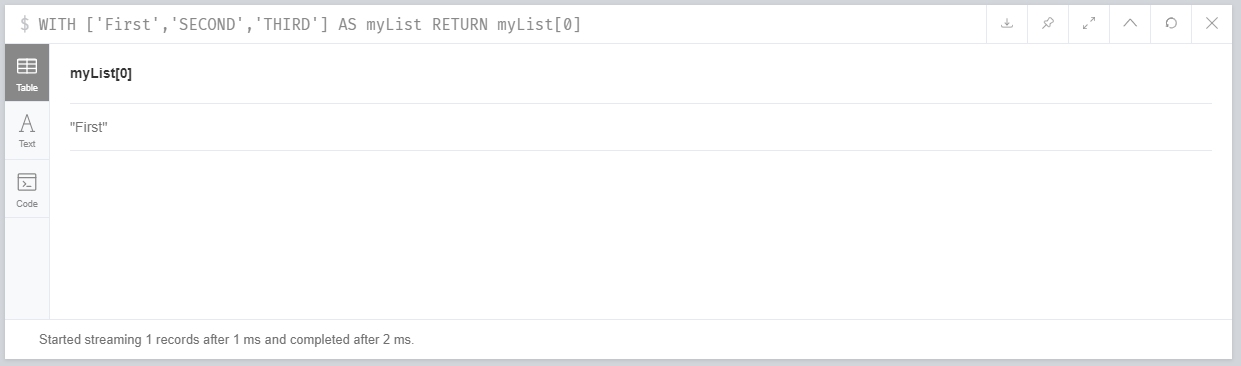 $ WITH ['First','SECOND','THIRD'] AS myList RETURN myList[0]
Table
myList[0]
"First"
Text
Code
Started streaming 1 records after 1 ms and completed after 2 ms.